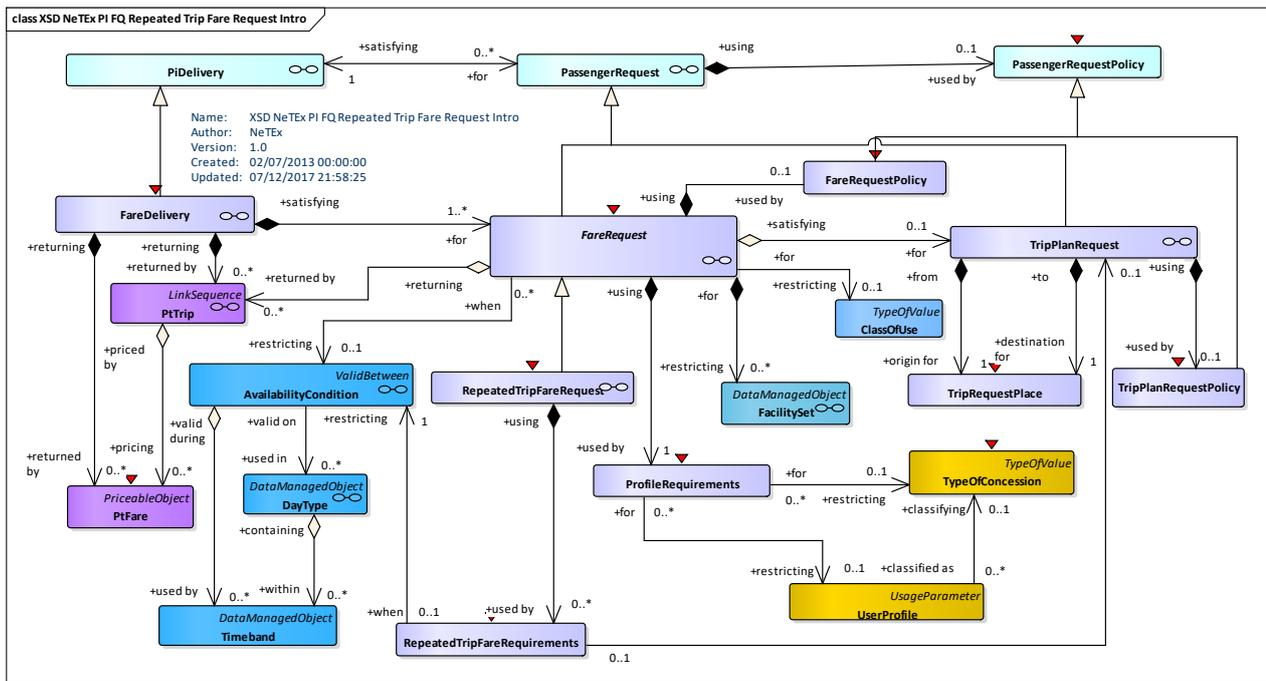 class XSD NeTEx PI FQ Repeated Trip Fare Request Intro
PiDelivery
+satisfying
0..*
1
+for
PassengerRequest
+using
0..1
+used by
PassengerRequestPolicy
Name: XSD NeTEx PI FQ Repeated Trip Fare Request Intro
Author: NeTEx
Version: 1.0
Created: 02/07/2013 00:00:00
Updated: 07/12/2017 21:58:25
FareDelivery
+satisfying
1..*
+for
FareRequest
+using
0..1
+used by
FareRequestPolicy
+satisfying
0..1
+for
TripPlanRequest
+returning
+returning
+returned by
0..*
+returned by
0..*
+returning
LinkSequence
PtTrip
+when
0..*
+using
+for
+for
+restricting
0..1
TypeOfValue
ClassOfUse
+from
+to
0..1
+using
+priced
by
+restricting
0..1
ValidBetween
AvailabilityCondition
RepeatedTripFareRequest
+restricting
0..*
DataManagedObject
FacilitySet
+origin for
1
+destination
for
1
TripRequestPlace
+used by
0..1
TripPlanRequestPolicy
+valid
during
+valid on
+restricting
1
+using
+returned
by
0..*
+pricing
0..*
PriceableObject
PtFare
+used in
0..*
DataManagedObject
DayType
+containing
+used by
1
ProfileRequirements
+for
0..1
0..*
+restricting
TypeOfValue
TypeOfConcession
+for
0..*
+classifying
0..1
+restricting
0..1
+classified as
0..*
UsageParameter
UserProfile
+used by
0..*
+within
0..*
DataManagedObject
Timeband
+when
0..1
+used by
0..*
RepeatedTripFareRequirements
0..1